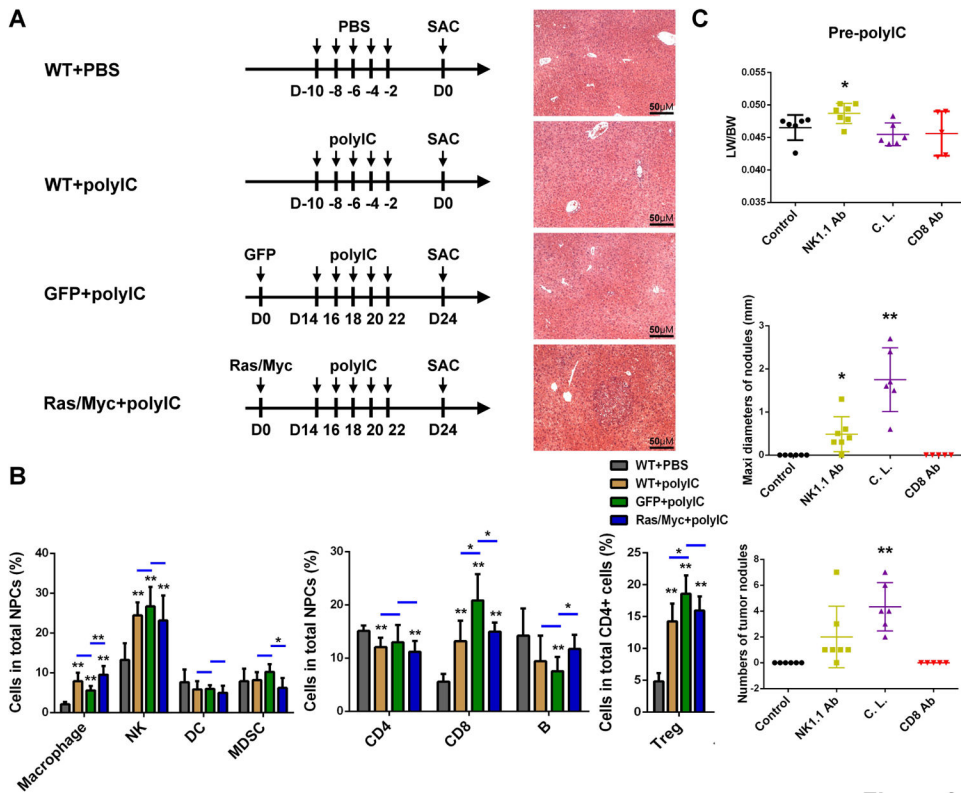 A
WT+PBS
PBS
SAC
D-10 -8 -6 -4 -2 D0
50μM
WT+polyIC
polyIC
SAC
D-10 -8 -6 -4 -2 D0
50μM
GFP+polyIC
GFP polyIC SAC
D0 D14 16 18 20 22 D24
50μM
Ras/Myc+polyIC
Ras/Myc polyIC SAC
D0 D14 16 18 20 22 D24
50μM
B
WT+PBS
WT+polyIC
GFP+polyIC
Ras/Myc+polyIC
Cells in total NPCs (%)
40
30
20
10
0
** ** ** **
** ** **
*
Macrophage NK DC MDSC
Cells in total NPCs (%)
30
20
10
0
* *
** ** ** **
** *
** *
CD4 CD8 B
Cells in total CD4+ cells (%)
25
20
15
10
5
0
*
** ** **
Treg
C
Pre-polyIC
LW/BW
0.055
0.050
0.045
0.040
0.035
*
Control NK1.1 Ab C. L. CD8 Ab
Maxi diameters of nodules (mm)
3
2
1
0
* **
Control NK1.1 Ab C. L. CD8 Ab
Numbers of tumor nodules
8
6
4
2
0
-2
**
Control NK1.1 Ab C. L. CD8 Ab